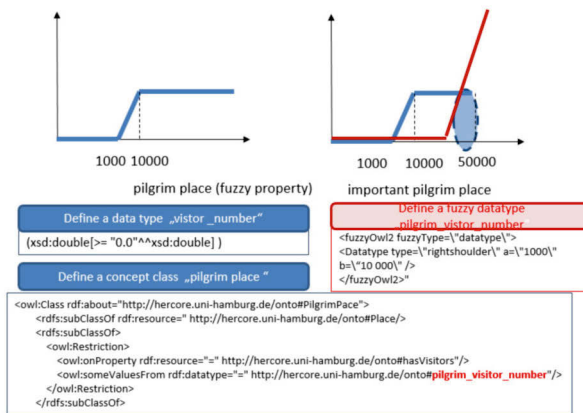 1000 10000
1000 10000 50000
pilgrim place (fuzzy property)
important pilgrim place
Define a data type „vistor _number“
(xsd:double[>= "0.0"^^xsd:double] )
Define a concept class „pilgrim place “
Define a fuzzy datatype
„pilgrim_visitor_number“
<fuzzyOwl2 fuzzyType=\"datatype\">
<Datatype type=\"rightshoulder\" a=\"1000\"
b=\"10 000\" />
</fuzzyOwl2>"
<owl:Class rdf:about="http://hercore.uni-hamburg.de/onto#PilgrimPace">
<rdfs:subClassOf rdf:resource=" http://hercore.uni-hamburg.de/onto#Place/>
<rdfs:subClassOf>
<owl:Restriction>
<owl:onProperty rdf:resource="=" http://hercore.uni-hamburg.de/onto#hasVisitors"/>
<owl:someValuesFrom rdf:datatype="=" http://hercore.uni-hamburg.de/onto#pilgrim_visitor_number"/>
</owl:Restriction>
</rdfs:subClassOf>